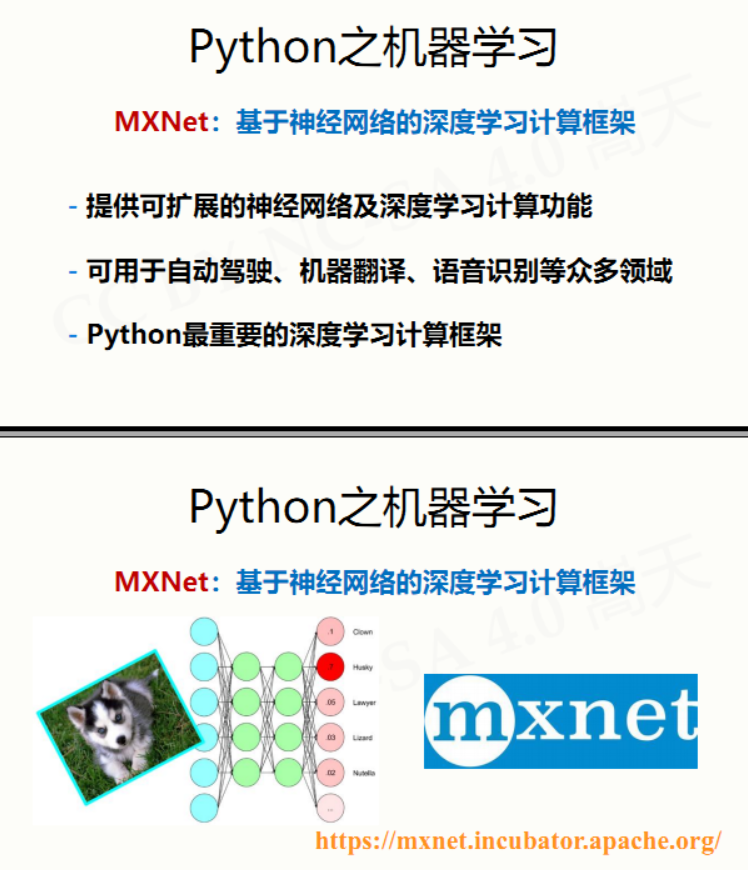 Python之机器学习
MXNet：基于神经网络的深度学习计算框架
- 提供可扩展的神经网络及深度学习计算功能
- 可用于自动驾驶、机器翻译、语音识别等众多领域
- Python最重要的深度学习计算框架
CC BY NC-SA 4.0 嵩天
Python之机器学习
MXNet：基于神经网络的深度学习计算框架
.1 Clown
.7 Husky
.05 Lawyer
.03 Lizard
.02 Nutella
...
mxnet
-SA 4.0 嵩天
https://mxnet.incubator.apache.org/